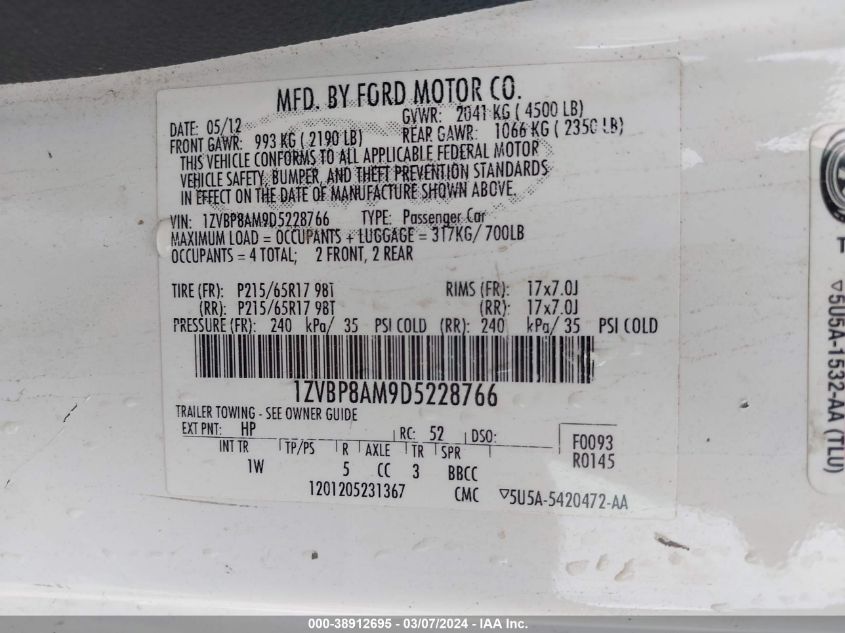 MFD. BY FORD MOTOR CO.
DATE: 05/12 GVWR: 2041 KG ( 4500 LB)
FRONT GAWR: 993 KG ( 2190 LB) REAR GAWR: 1066 KG ( 2350 LB)
THIS VEHICLE CONFORMS TO ALL APPLICABLE FEDERAL MOTOR
VEHICLE SAFETY, BUMPER, AND THEFT PREVENTION STANDARDS
IN EFFECT ON THE DATE OF MANUFACTURE SHOWN ABOVE.
VIN: 1ZVBP8AM9D5228766 TYPE: Passenger Car
MAXIMUM LOAD = OCCUPANTS + LUGGAGE = 317KG/ 700LB
OCCUPANTS = 4 TOTAL; 2 FRONT, 2 REAR
TIRE (FR): P215/65R17 98T RIMS (FR): 17x7.0J
(RR): P215/65R17 98T (RR): 17x7.0J
PRESSURE (FR): 240 kPa/ 35 PSI COLD (RR): 240 kPa/ 35 PSI COLD
1ZVBP8AM9D5228766
TRAILER TOWING - SEE OWNER GUIDE
EXT PNT: HP RC: 52 DSO: F0093
INT TR TP/PS R AXLE TR SPR R0145
1W 5 CC 3 BBCC
1201205231367 CMC ▽5U5A-5420472-AA
T
▽5U5A-1532-AA (TLU)
000-38912695 - 03/07/2024 - IAA Inc.